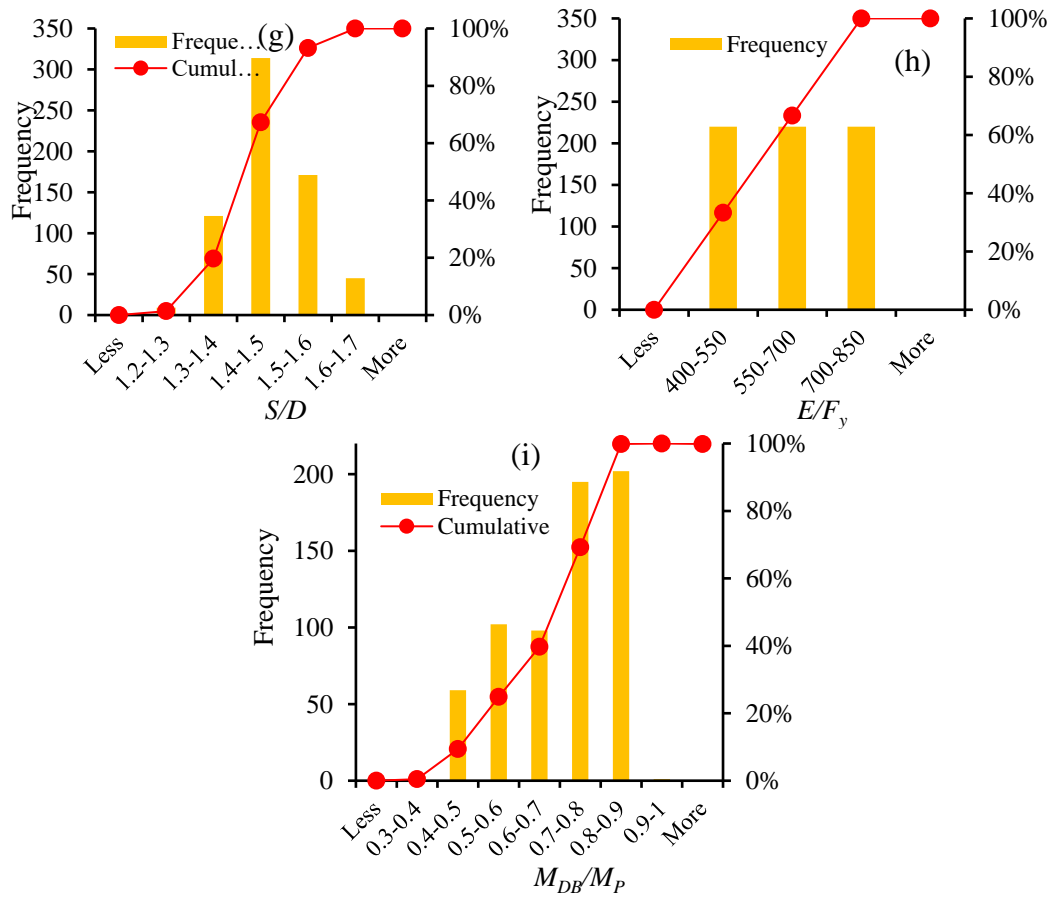 (g)
Freque…
Cumul…
Frequency
350
300
250
200
150
100
50
0
100%
80%
60%
40%
20%
0%
Less
1.2-1.3
1.3-1.4
1.4-1.5
1.5-1.6
1.6-1.7
More
S/D
(h)
Frequency
Frequency
350
300
250
200
150
100
50
0
100%
80%
60%
40%
20%
0%
Less
400-550
550-700
700-850
More
E/Fy
(i)
Frequency
Cumulative
Frequency
200
150
100
50
0
100%
80%
60%
40%
20%
0%
Less
0.3-0.4
0.4-0.5
0.5-0.6
0.6-0.7
0.7-0.8
0.8-0.9
0.9-1
More
MDB/MP